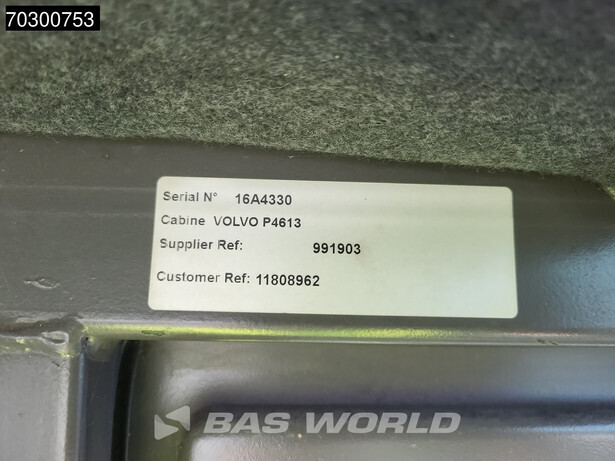 70300753
Serial N° 16A4330
Cabine VOLVO P4613
Supplier Ref: 991903
Customer Ref: 11808962
BAS WORLD